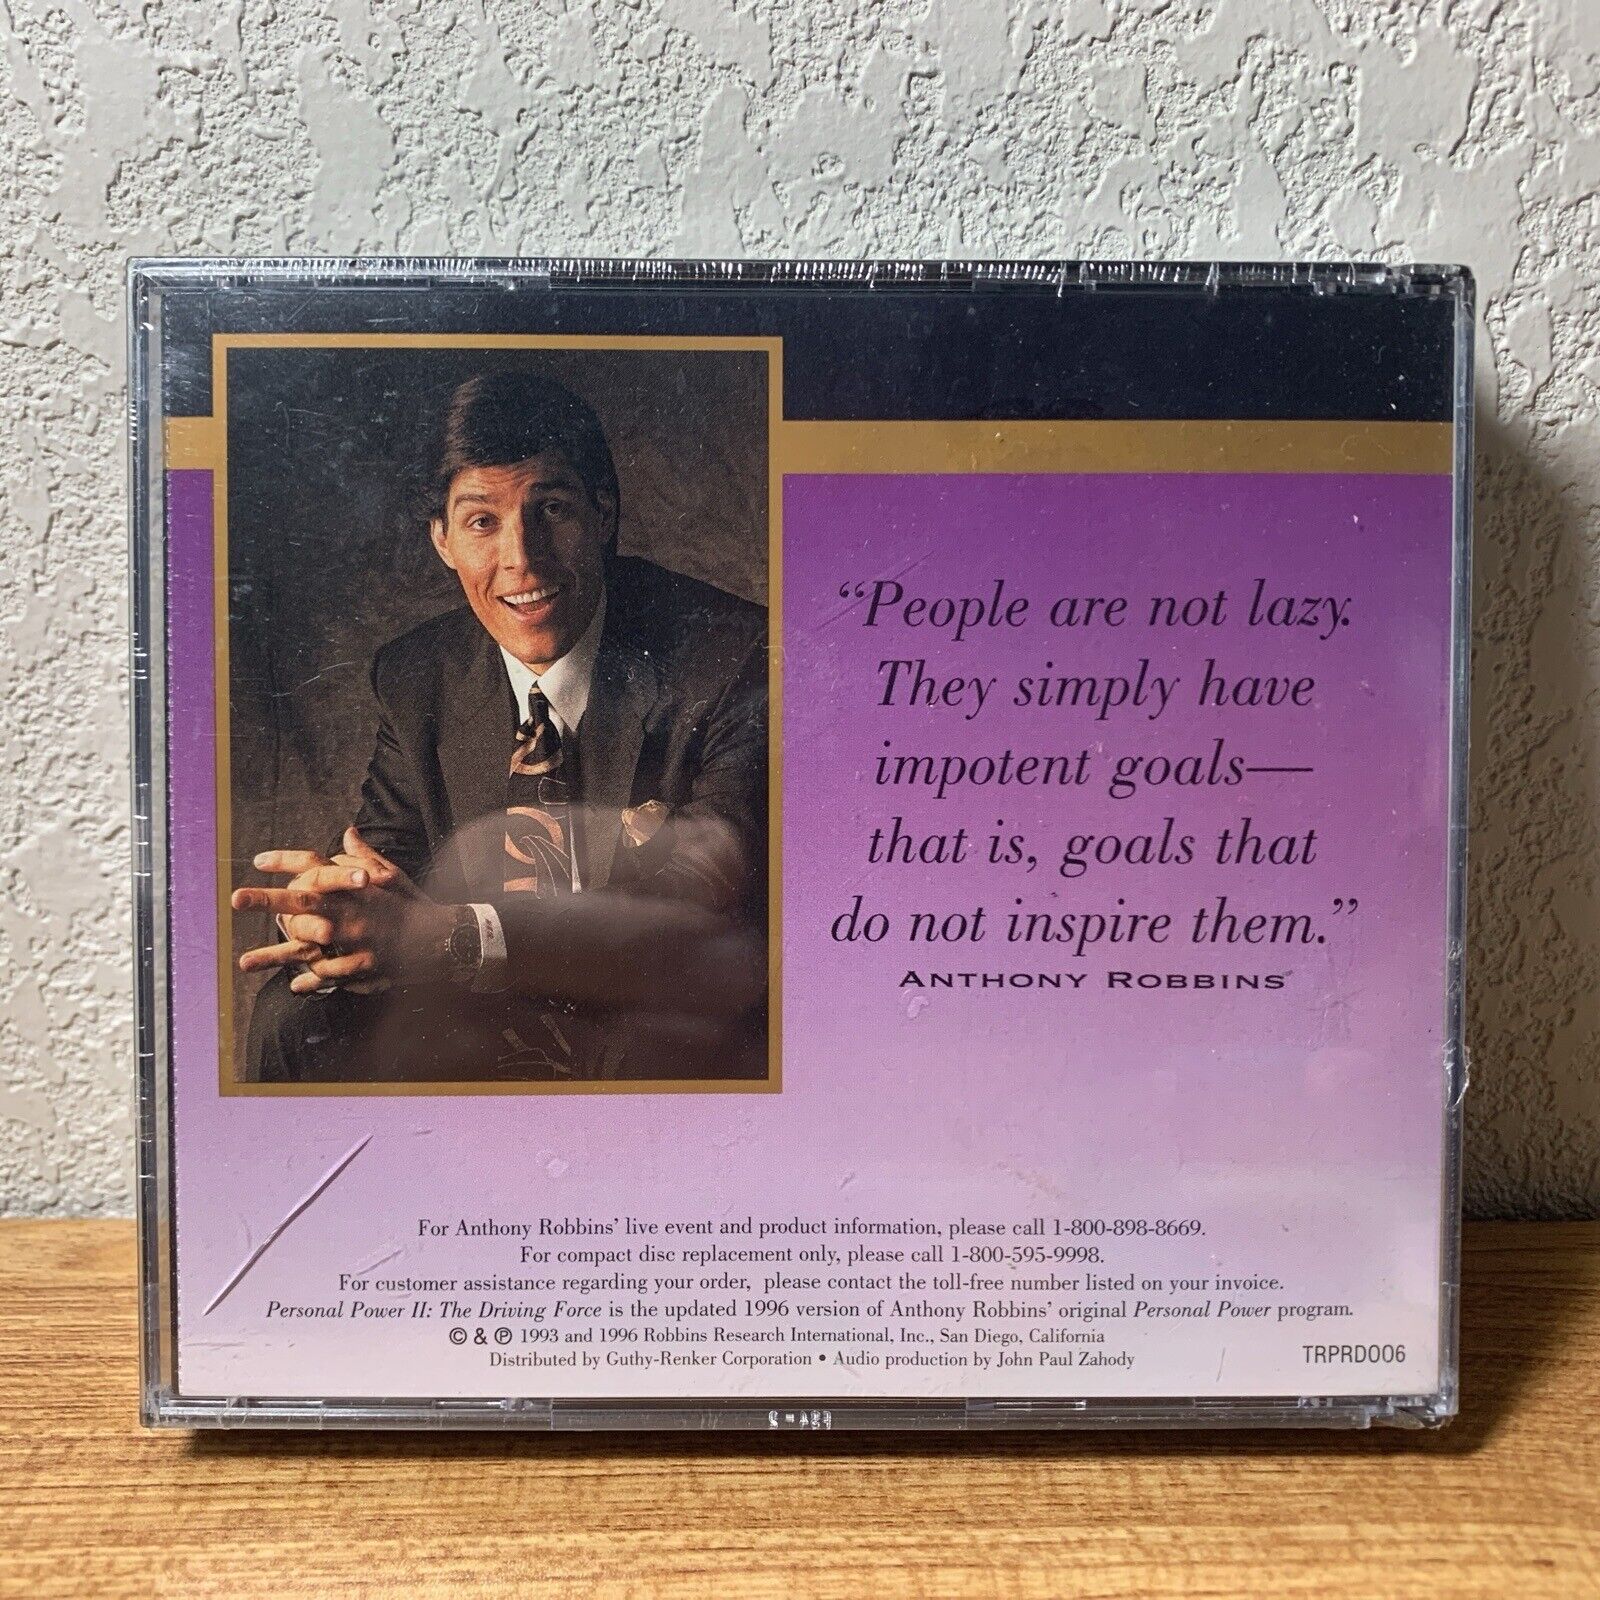 “People are not lazy.
They simply have
impotent goals—
that is, goals that
do not inspire them.”
ANTHONY ROBBINS
For Anthony Robbins’ live event and product information, please call 1-800-898-8669.
For compact disc replacement only, please call 1-800-595-9998.
For customer assistance regarding your order, please contact the toll-free number listed on your invoice.
Personal Power II: The Driving Force is the updated 1996 version of Anthony Robbins’ original Personal Power program.
© & ℗ 1993 and 1996 Robbins Research International, Inc., San Diego, California
Distributed by Guthy-Renker Corporation • Audio production by John Paul Zahody
TRPRD006